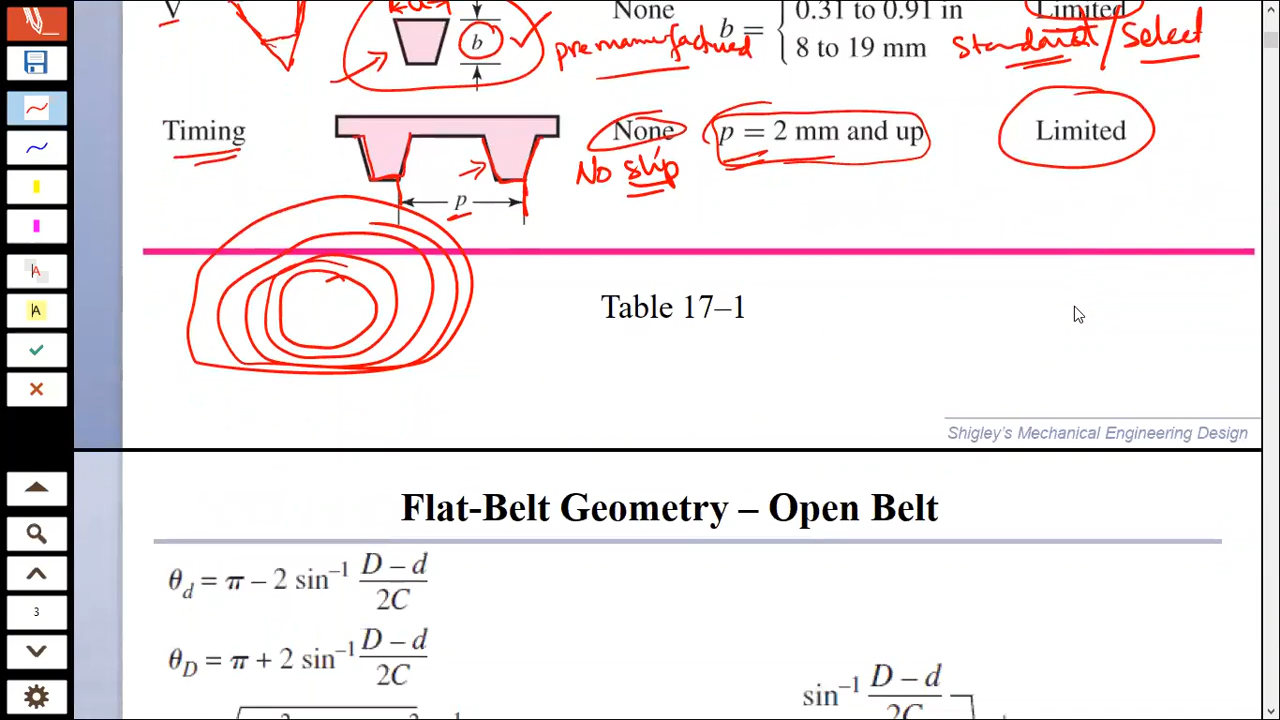 V
None
b =
0.31 to 0.91 in
8 to 19 mm
Limited
b
premanufactured
Standard / Select
Timing
None
p = 2 mm and up
Limited
No slip
p
Table 17–1
Shigley's Mechanical Engineering Design
Flat-Belt Geometry – Open Belt
θd = π – 2 sin–1 D – d / 2C
θD = π + 2 sin–1 D – d / 2C
sin–1 D – d / 2C
A
A
3